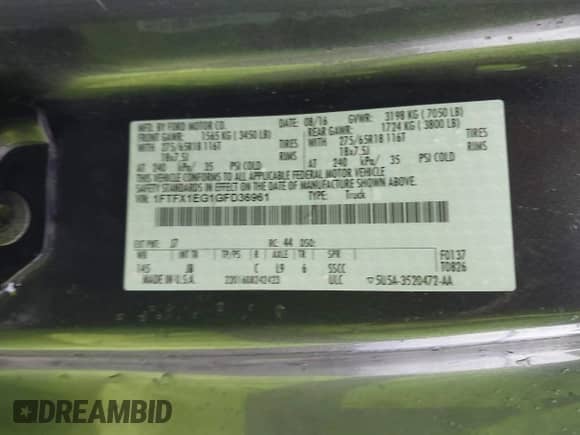 MFD. BY FORD MOTOR CO.
DATE: 08/16 GVWR: 3198 KG ( 7050 LB)
FRONT GAWR: 1565 KG ( 3450 LB) REAR GAWR: 1724 KG ( 3800 LB)
WITH 275/65R18 116T TIRES WITH 275/65R18 116T TIRES
18x7.5J RIMS 18x7.5J RIMS
AT 240 kPa/ 35 PSI COLD AT 240 kPa/ 35 PSI COLD
THIS VEHICLE CONFORMS TO ALL APPLICABLE FEDERAL MOTOR VEHICLE
SAFETY STANDARDS IN EFFECT ON THE DATE OF MANUFACTURE SHOWN ABOVE.
VIN: 1FTFX1EG1GFD36961 TYPE: Truck
EXT PNT: J7 RC: 44 DSO:
WB TP/PS R AXLE TR SPR F0137
145 JB C L9 6 SSCC T0826
MADE IN U.S.A. 220160824 ULC 5U5A-3520472-AA
DREAMBID